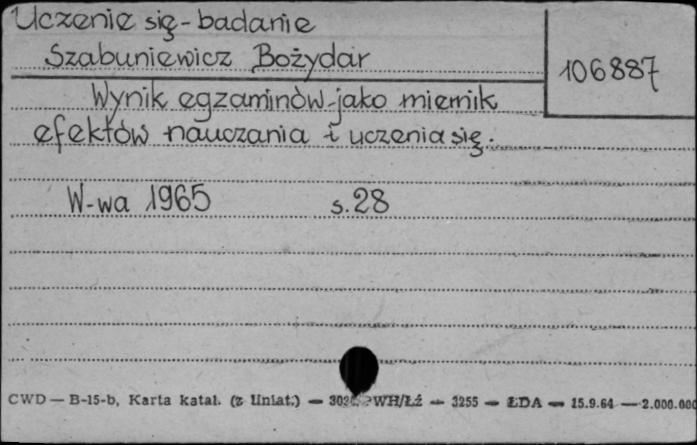 Uczenie się - badanie
Szabuniewicz Bożydar
106887
Wynik egzaminów - jako miernik
efektów nauczania i uczenia się.
W-wa 1965 s. 28
CWD — B-15-b, Karta katal. (z liniat.) — WH/Łź — 3255 — ŁDA — 15.9.64 — 2.000.000